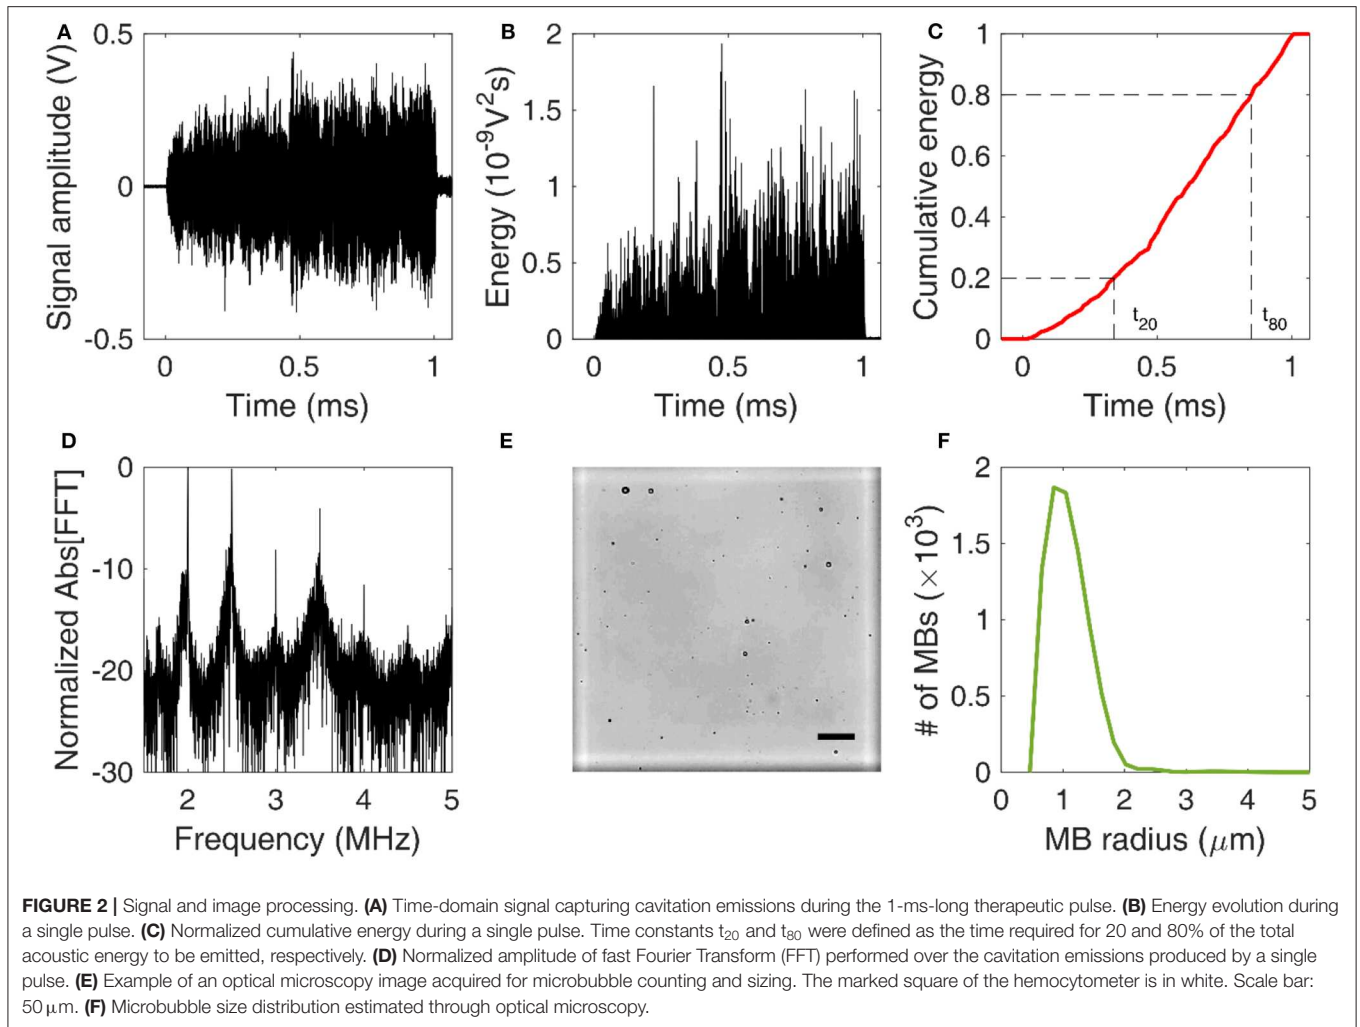 A
Signal amplitude (V)
0.5
0
-0.5
0 0.5 1
Time (ms)
B
Energy (10⁻⁹V²s)
2
1.5
1
0.5
0
0 0.5 1
Time (ms)
C
Cumulative energy
1
0.8
0.6
0.4
0.2
0
t₂₀ t₈₀
0 0.5 1
Time (ms)
D
Normalized Abs[FFT]
0
-10
-20
-30
2 3 4 5
Frequency (MHz)
E
F
# of MBs (×10³)
2
1.5
1
0.5
0
0 1 2 3 4 5
MB radius (μm)
FIGURE 2 | Signal and image processing. (A) Time-domain signal capturing cavitation emissions during the 1-ms-long therapeutic pulse. (B) Energy evolution during
a single pulse. (C) Normalized cumulative energy during a single pulse. Time constants t₂₀ and t₈₀ were defined as the time required for 20 and 80% of the total
acoustic energy to be emitted, respectively. (D) Normalized amplitude of fast Fourier Transform (FFT) performed over the cavitation emissions produced by a single
pulse. (E) Example of an optical microscopy image acquired for microbubble counting and sizing. The marked square of the hemocytometer is in white. Scale bar:
50 μm. (F) Microbubble size distribution estimated through optical microscopy.